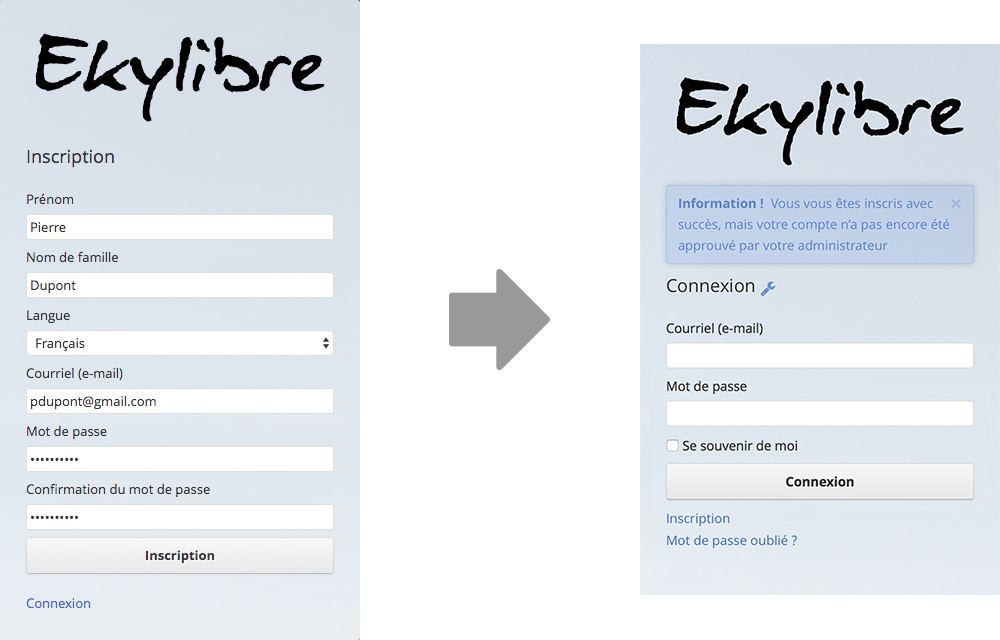 Ekylibre
Inscription
Prénom
Pierre
Nom de famille
Dupont
Langue
Français
Courriel (e-mail)
pdupont@gmail.com
Mot de passe
••••••••••
Confirmation du mot de passe
••••••••••
Inscription
Connexion
Ekylibre
Information ! Vous vous êtes inscris avec
succès, mais votre compte n’a pas encore été
approuvé par votre administrateur
Connexion
Courriel (e-mail)
Mot de passe
Se souvenir de moi
Connexion
Inscription
Mot de passe oublié ?